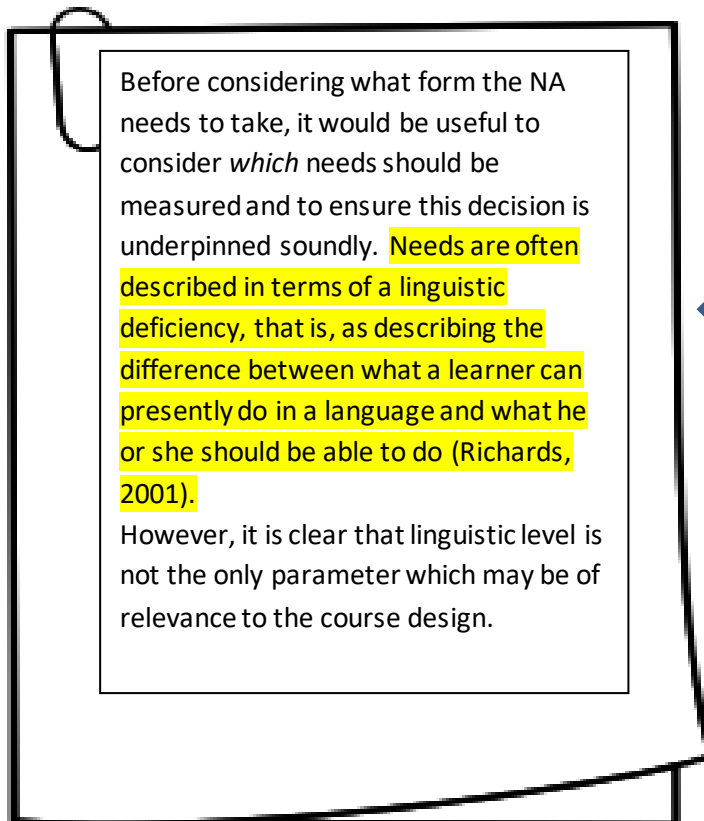 Before considering what form the NA
needs to take, it would be useful to
consider which needs should be
measured and to ensure this decision is
underpinned soundly. Needs are often
described in terms of a linguistic
deficiency, that is, as describing the
difference between what a learner can
presently do in a language and what he
or she should be able to do (Richards,
2001).
However, it is clear that linguistic level is
not the only parameter which may be of
relevance to the course design.